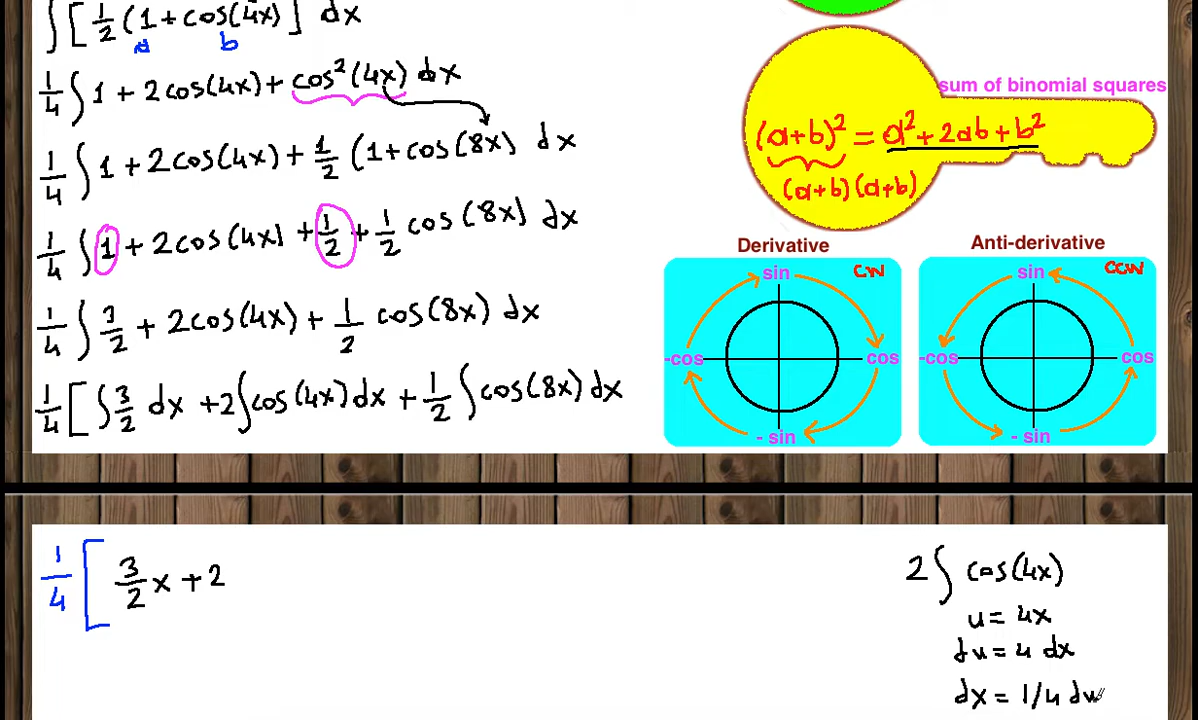 ∫ [ 1/2 (1 + cos(4x) ] dx
a b
1/4 ∫ 1 + 2cos(4x) + cos²(4x) dx
1/4 ∫ 1 + 2cos(4x) + 1/2 (1 + cos(8x) dx
1/4 ∫ 1 + 2cos(4x) + 1/2 + 1/2 cos(8x) dx
1/4 ∫ 3/2 + 2cos(4x) + 1/2 cos(8x) dx
1/4 [ ∫ 3/2 dx + 2∫cos(4x) dx + 1/2 ∫ cos(8x) dx
sum of binomial squares
(a+b)² = a² + 2ab + b²
(a+b)(a+b)
Derivative
sin
CW
-cos
cos
- sin
Anti-derivative
sin
CCW
-cos
cos
- sin
1/4 [ 3/2 x + 2
2 ∫ cos(4x)
u = 4x
du = 4 dx
dx = 1/4 du